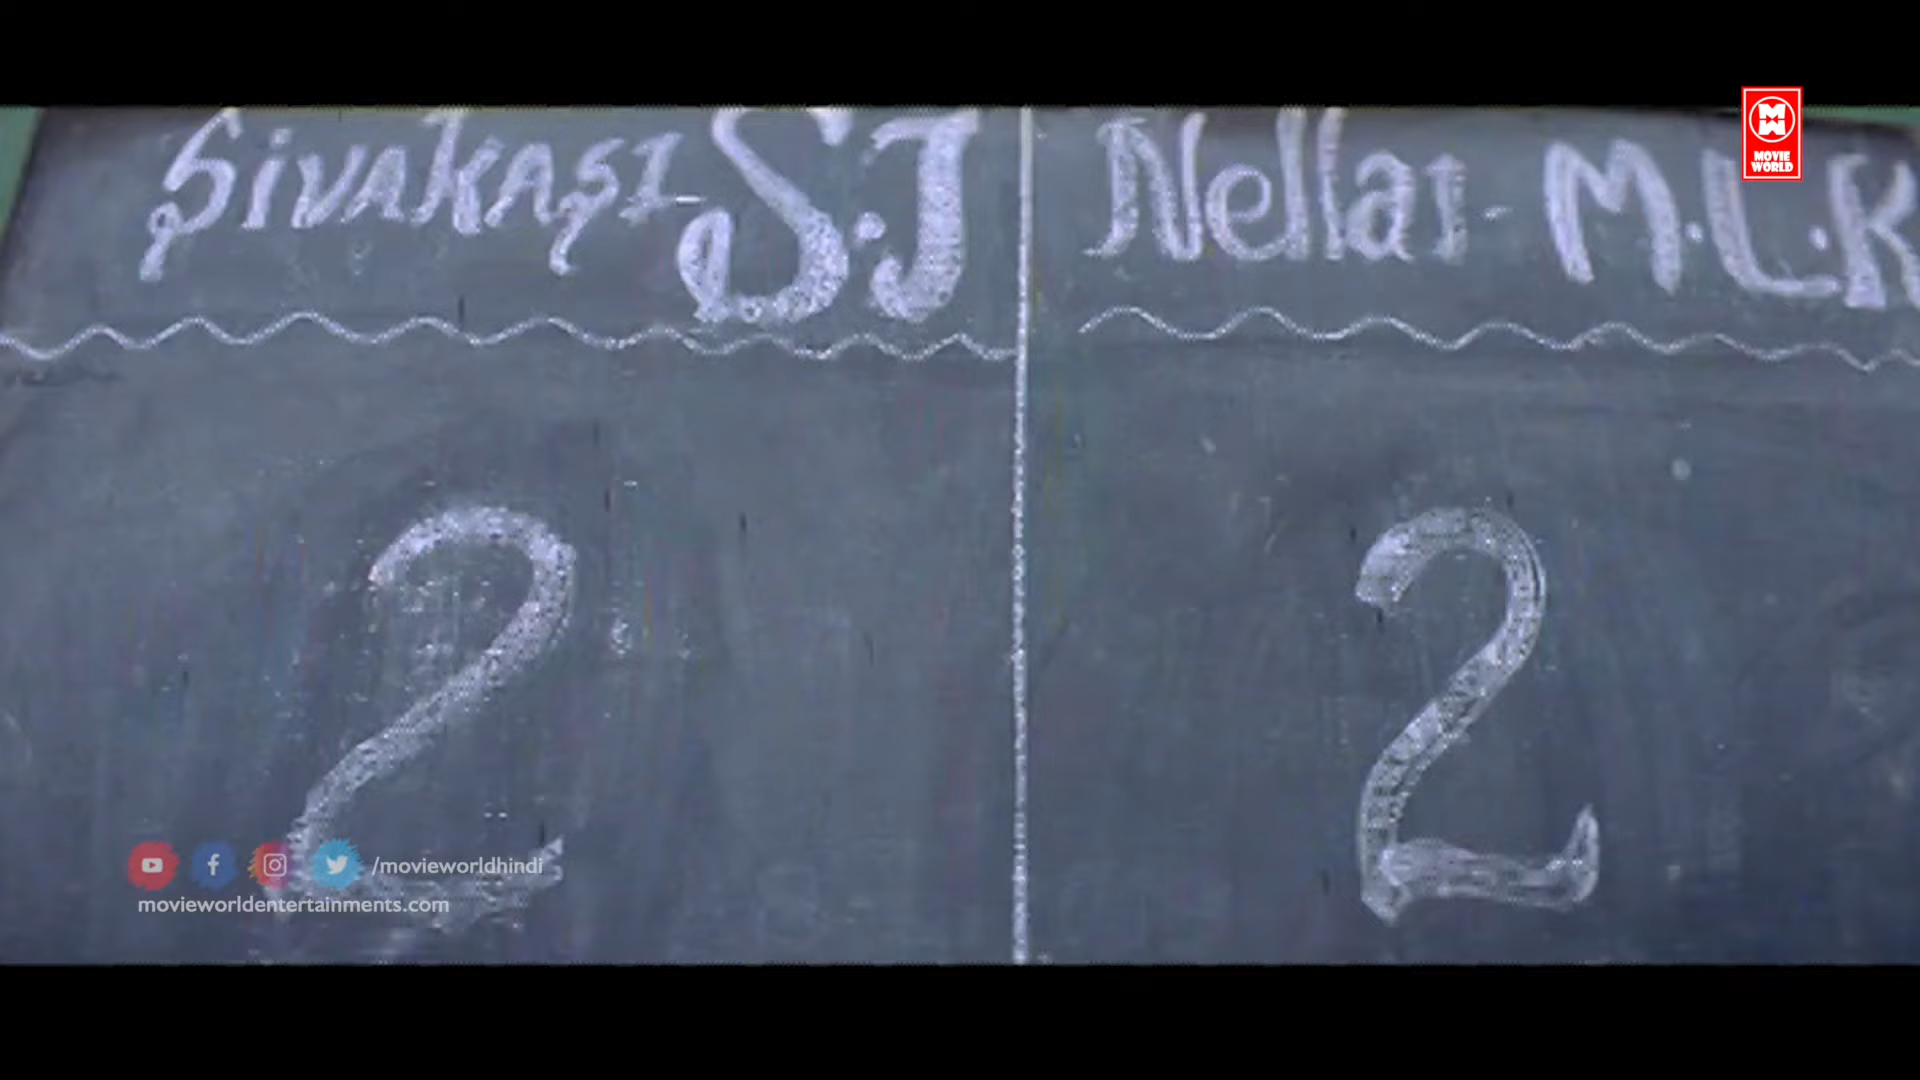 Sivakasi - S.J
Nellai - M.L.K
2
2
MOVIE
WORLD
/movieworldhindi
movieworldentertainments.com